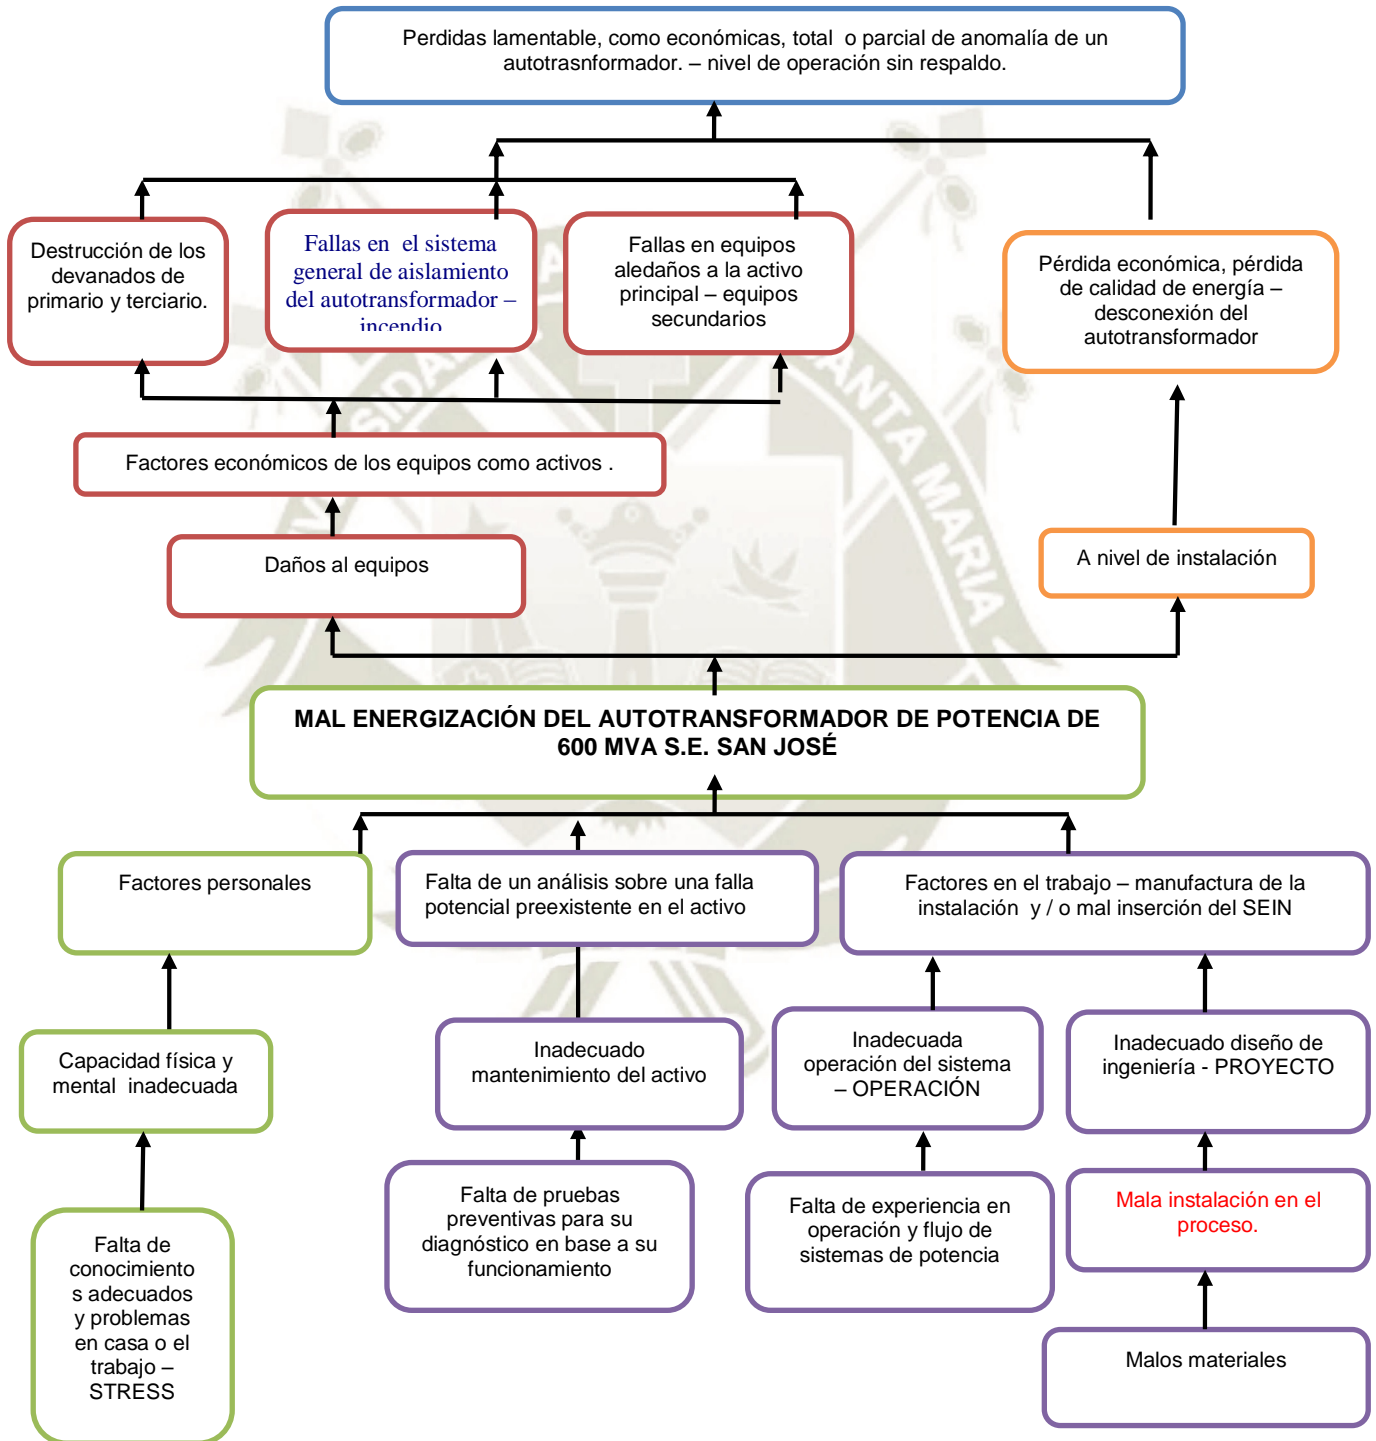 Perdidas lamentable, como económicas, total o parcial de anomalía de un
autotrasnformador. – nivel de operación sin respaldo.
Destrucción de los
devanados de
primario y terciario.
Fallas en el sistema
general de aislamiento
del autotransformador –
incendio
Fallas en equipos
aledaños a la activo
principal – equipos
secundarios
Pérdida económica, pérdida
de calidad de energía –
desconexión del
autotransformador
Factores económicos de los equipos como activos .
Daños al equipos
A nivel de instalación
MAL ENERGIZACIÓN DEL AUTOTRANSFORMADOR DE POTENCIA DE
600 MVA S.E. SAN JOSÉ
Factores personales
Falta de un análisis sobre una falla
potencial preexistente en el activo
Factores en el trabajo – manufactura de la
instalación y / o mal inserción del SEIN
Capacidad física y
mental inadecuada
Inadecuado
mantenimiento del activo
Inadecuada
operación del sistema
– OPERACIÓN
Inadecuado diseño de
ingeniería - PROYECTO
Falta de
conocimiento
s adecuados
y problemas
en casa o el
trabajo –
STRESS
Falta de pruebas
preventivas para su
diagnóstico en base a su
funcionamiento
Falta de experiencia en
operación y flujo de
sistemas de potencia
Mala instalación en el
proceso.
Malos materiales
SANTA MARIA